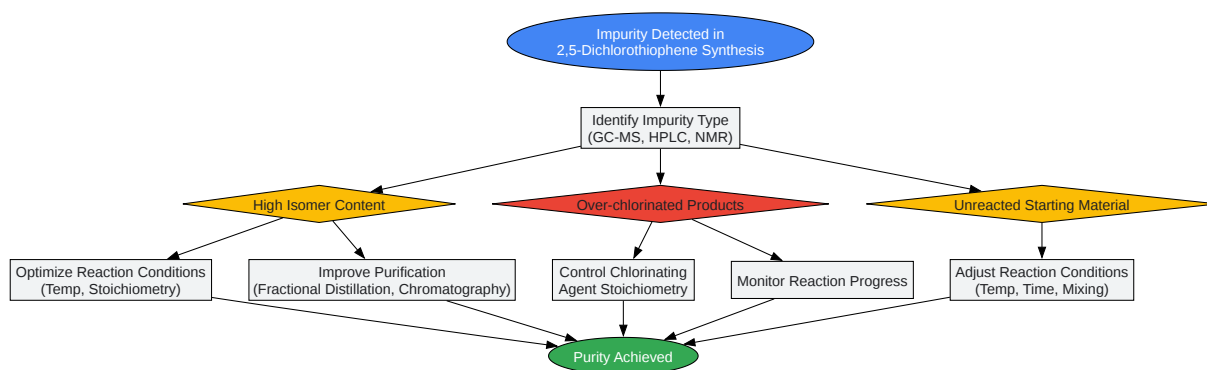 Impurity Detected in
2,5-Dichlorothiophene Synthesis
Identify Impurity Type
(GC-MS, HPLC, NMR)
High Isomer Content
Over-chlorinated Products
Unreacted Starting Material
Optimize Reaction Conditions
(Temp, Stoichiometry)
Improve Purification
(Fractional Distillation, Chromatography)
Control Chlorinating
Agent Stoichiometry
Monitor Reaction Progress
Adjust Reaction Conditions
(Temp, Time, Mixing)
Purity Achieved